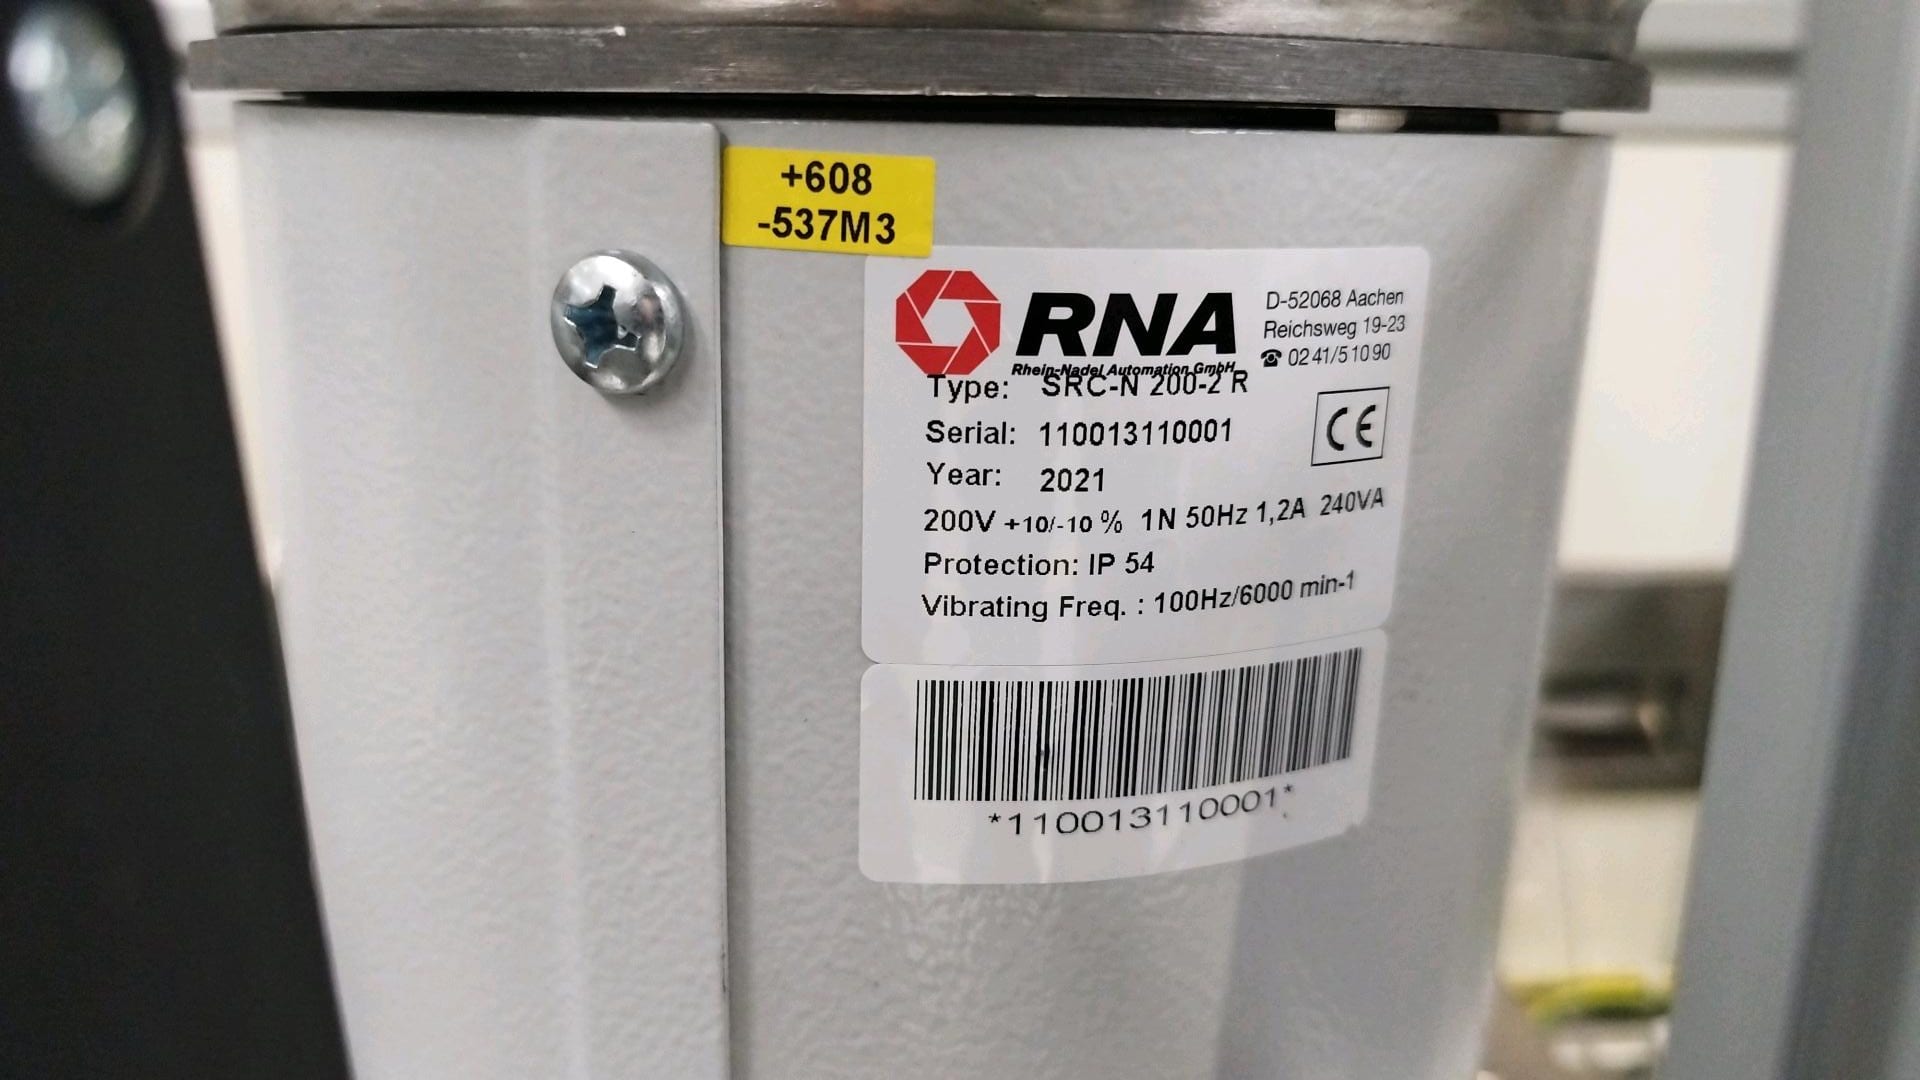 +608
-537M3
RNA
Rhein-Nadel Automation GmbH
D-52068 Aachen
Reichsweg 19-23
☎ 02 41/5 10 90
Type: SRC-N 200-2 R
Serial: 110013110001
CE
Year: 2021
200V +10/-10 % 1N 50Hz 1,2A 240VA
Protection: IP 54
Vibrating Freq. : 100Hz/6000 min-1
*110013110001*